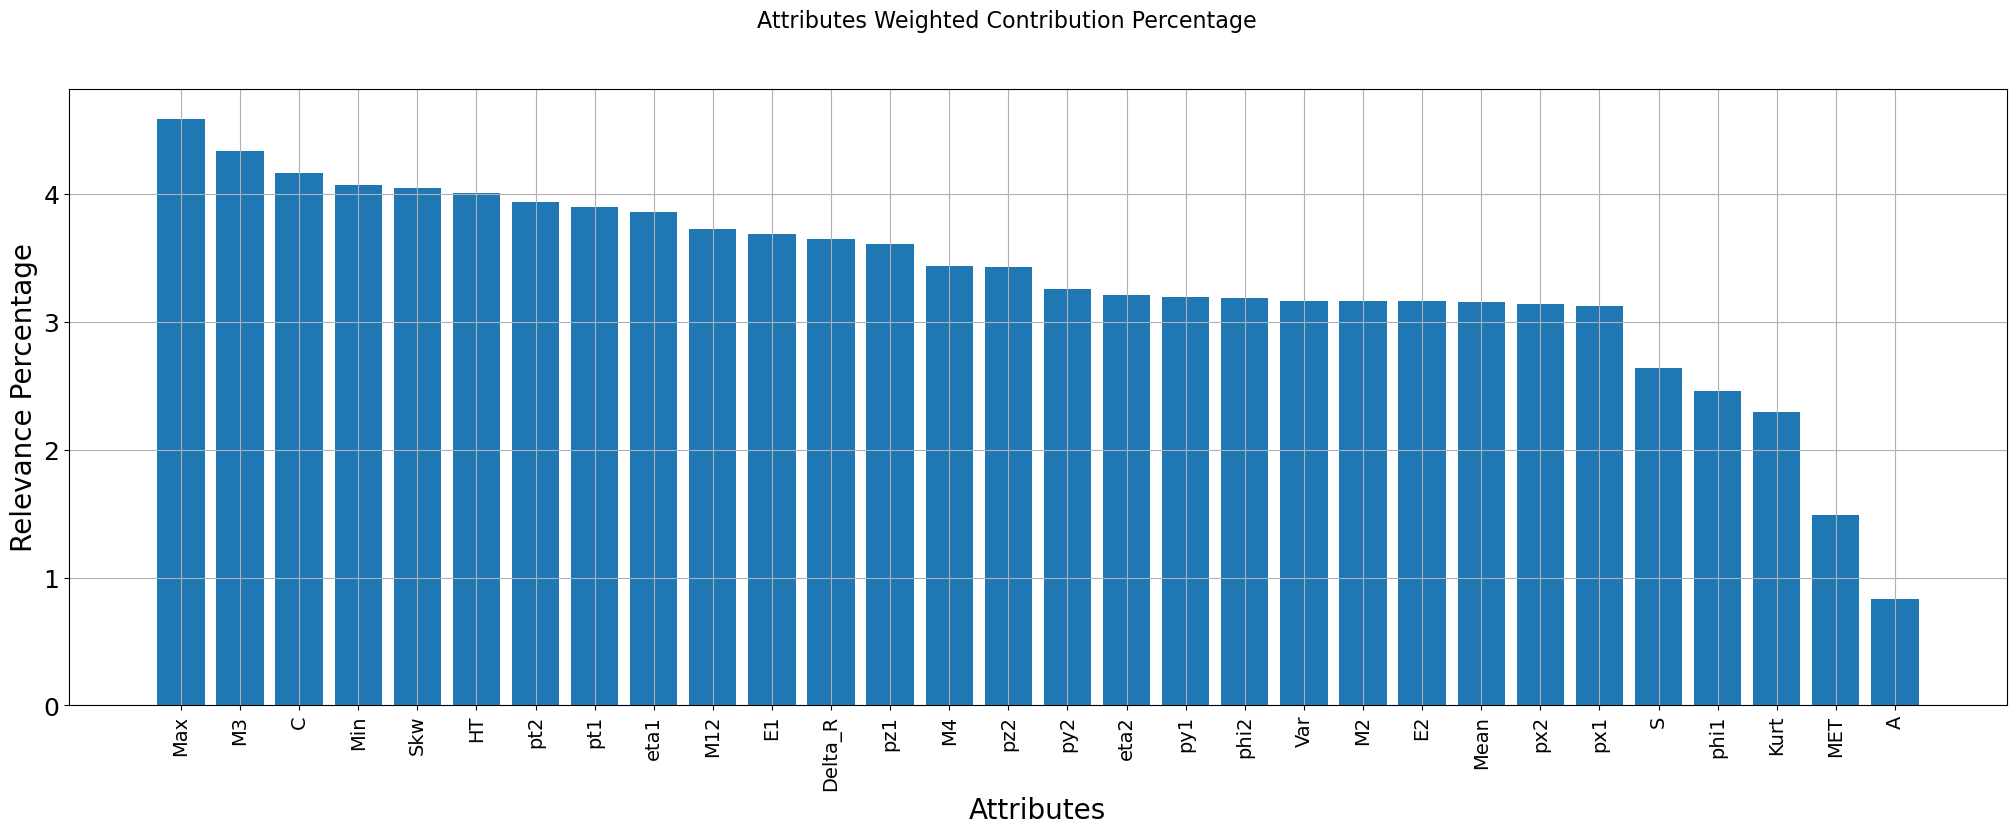 Attributes Weighted Contribution Percentage
Relevance Percentage
4
3
2
1
0
Max
M3
C
Min
Skw
HT
pt2
pt1
eta1
M12
E1
Delta_R
pz1
M4
pz2
py2
eta2
py1
phi2
Var
M2
E2
Mean
px2
px1
S
phi1
Kurt
MET
A
Attributes